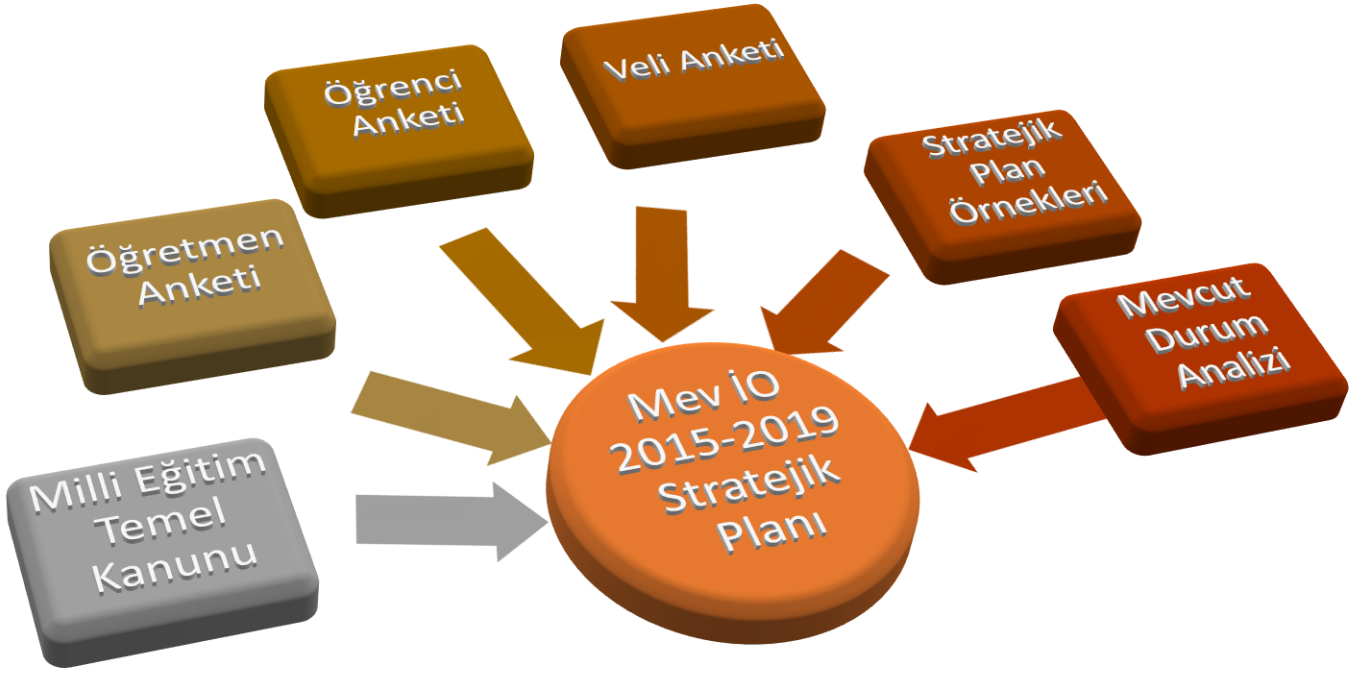 Milli Eğitim
Temel
Kanunu
Öğretmen
Anketi
Öğrenci
Anketi
Veli Anketi
Stratejik
Plan
Örnekleri
Mevcut
Durum
Analizi
Mev İO
2015-2019
Stratejik
Planı